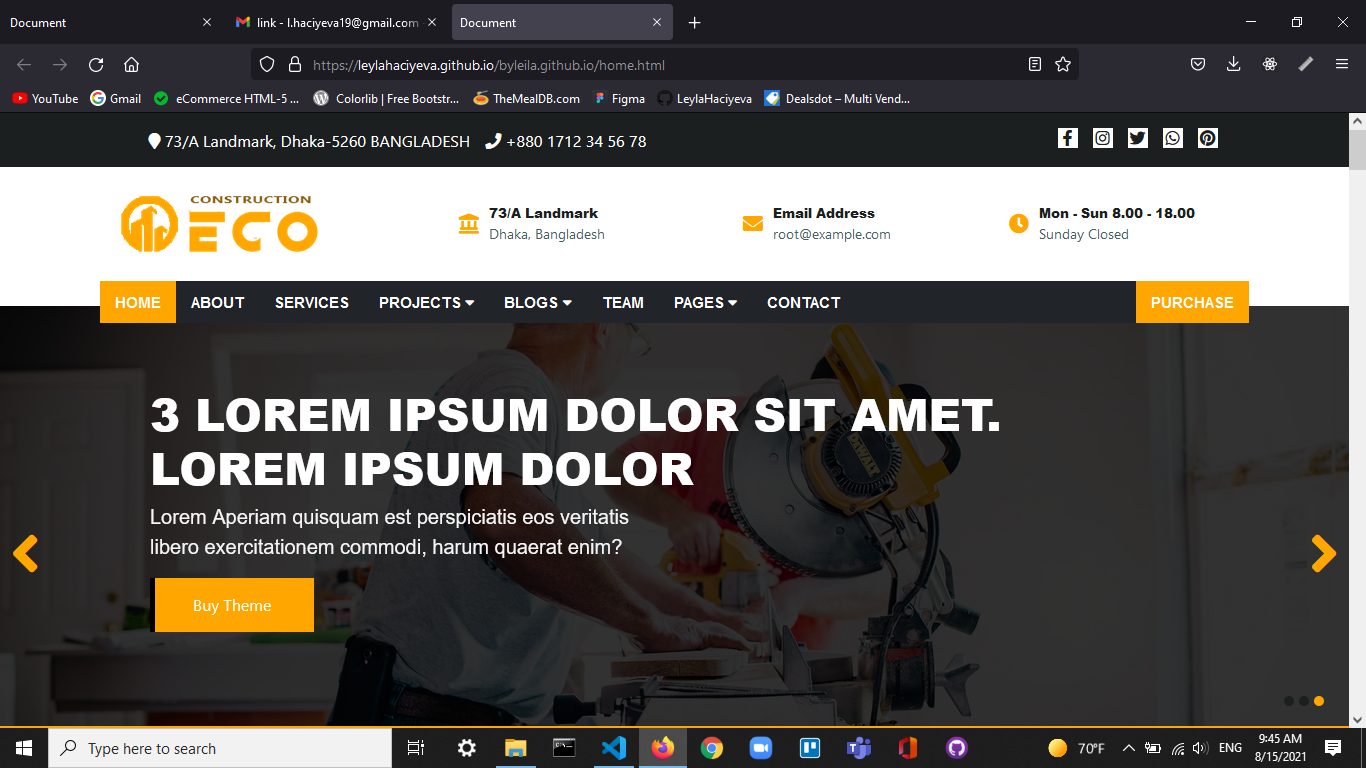 Document
link - l.haciyeva19@gmail.com
Document
https://leylahaciyeva.github.io/byleila.github.io/home.html
YouTube
Gmail
eCommerce HTML-5 ...
Colorlib | Free Bootstr...
TheMealDB.com
Figma
LeylaHaciyeva
Dealsdot – Multi Vend...
73/A Landmark, Dhaka-5260 BANGLADESH
+880 1712 34 56 78
CONSTRUCTION
ECO
73/A Landmark
Dhaka, Bangladesh
Email Address
root@example.com
Mon - Sun 8.00 - 18.00
Sunday Closed
HOME
ABOUT
SERVICES
PROJECTS
BLOGS
TEAM
PAGES
CONTACT
PURCHASE
3 LOREM IPSUM DOLOR SIT AMET.
LOREM IPSUM DOLOR
DEWALT
Lorem Aperiam quisquam est perspiciatis eos veritatis
libero exercitationem commodi, harum quaerat enim?
Buy Theme
Type here to search
70°F
ENG
9:45 AM
8/15/2021